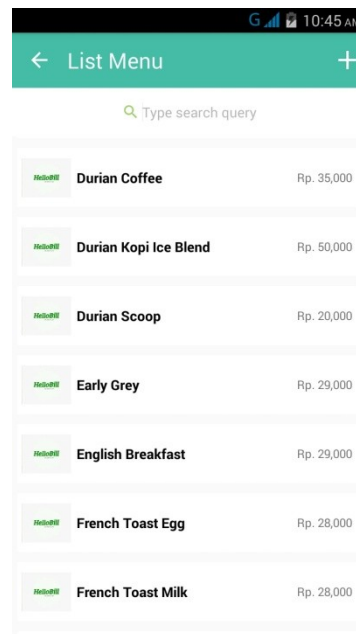 G 10:45 AM
List Menu
Type search query
HelloBill Durian Coffee Rp. 35,000
HelloBill Durian Kopi Ice Blend Rp. 50,000
HelloBill Durian Scoop Rp. 20,000
HelloBill Early Grey Rp. 29,000
HelloBill English Breakfast Rp. 29,000
HelloBill French Toast Egg Rp. 28,000
HelloBill French Toast Milk Rp. 28,000